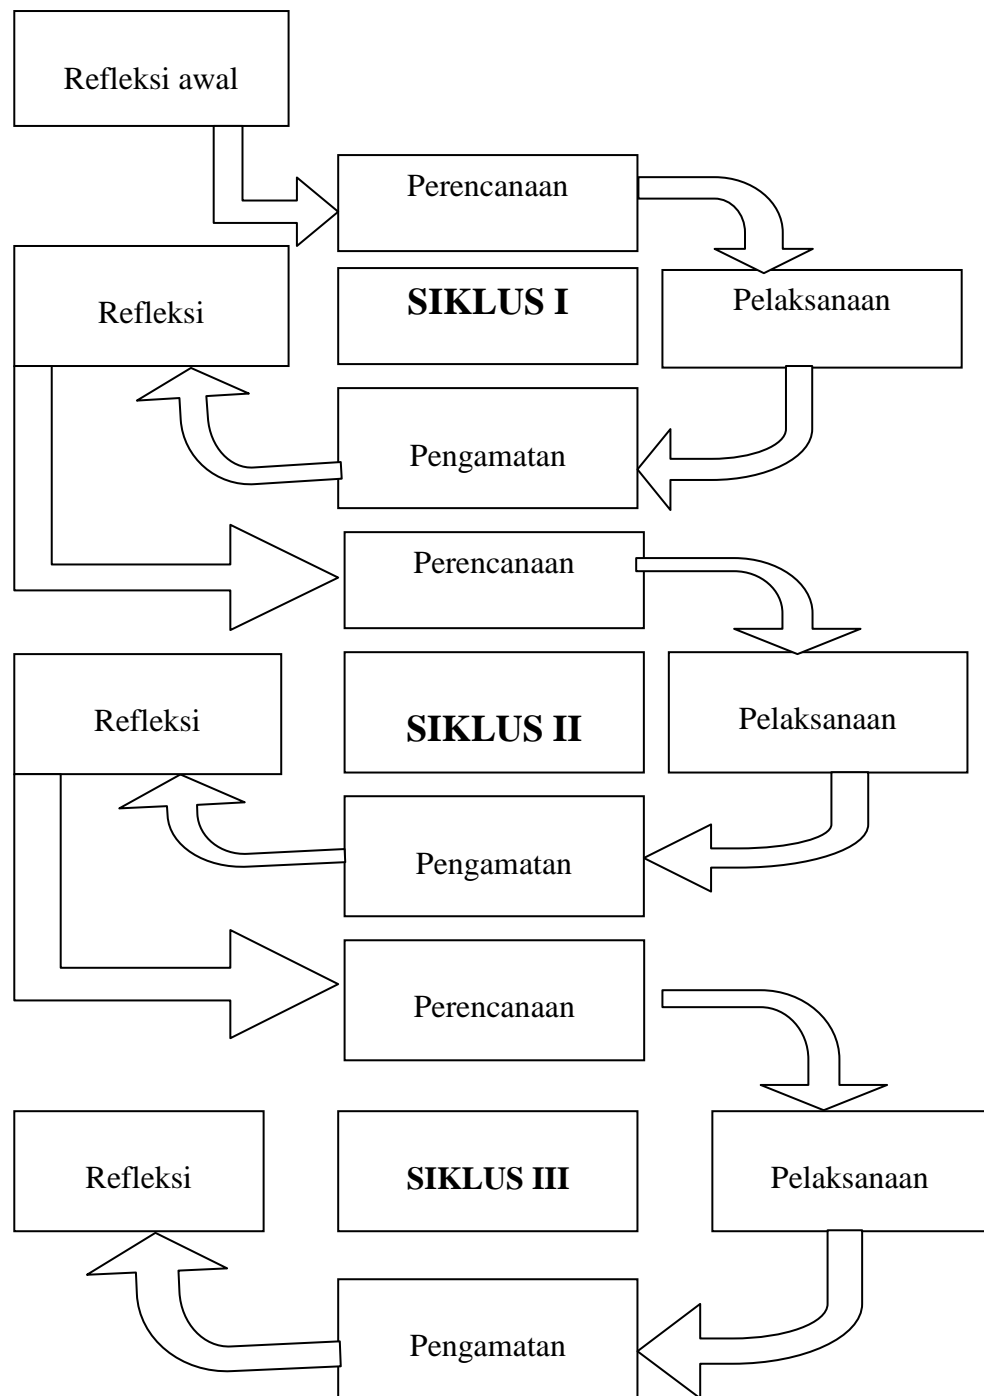 Refleksi awal
Perencanaan
Refleksi
SIKLUS I
Pelaksanaan
Pengamatan
Perencanaan
Refleksi
SIKLUS II
Pelaksanaan
Pengamatan
Perencanaan
Refleksi
SIKLUS III
Pelaksanaan
Pengamatan